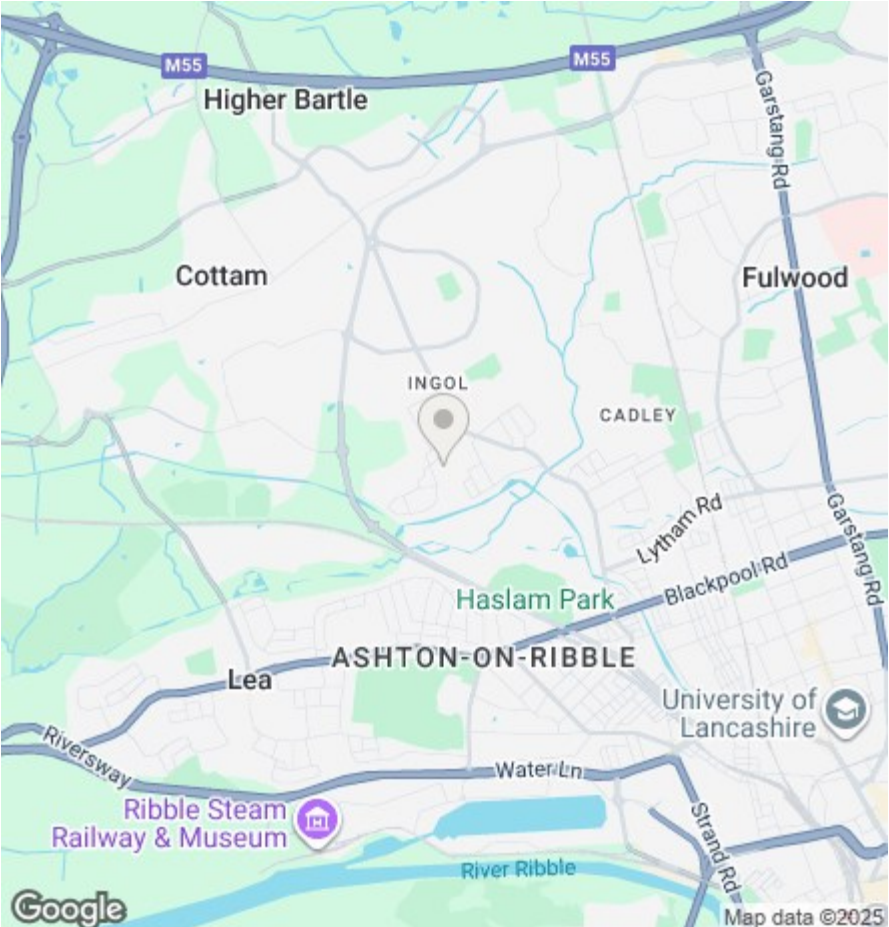 M55
M55
Higher Bartle
Garstang Rd
Cottam
Fulwood
INGOL
CADLEY
Lytham Rd
Garstang Rd
Blackpool Rd
Haslam Park
ASHTON-ON-RIBBLE
Lea
University of
Lancashire
Riversway
Water Ln
Ribble Steam
Railway & Museum
Strand Rd
River Ribble
Google
Map data ©2025